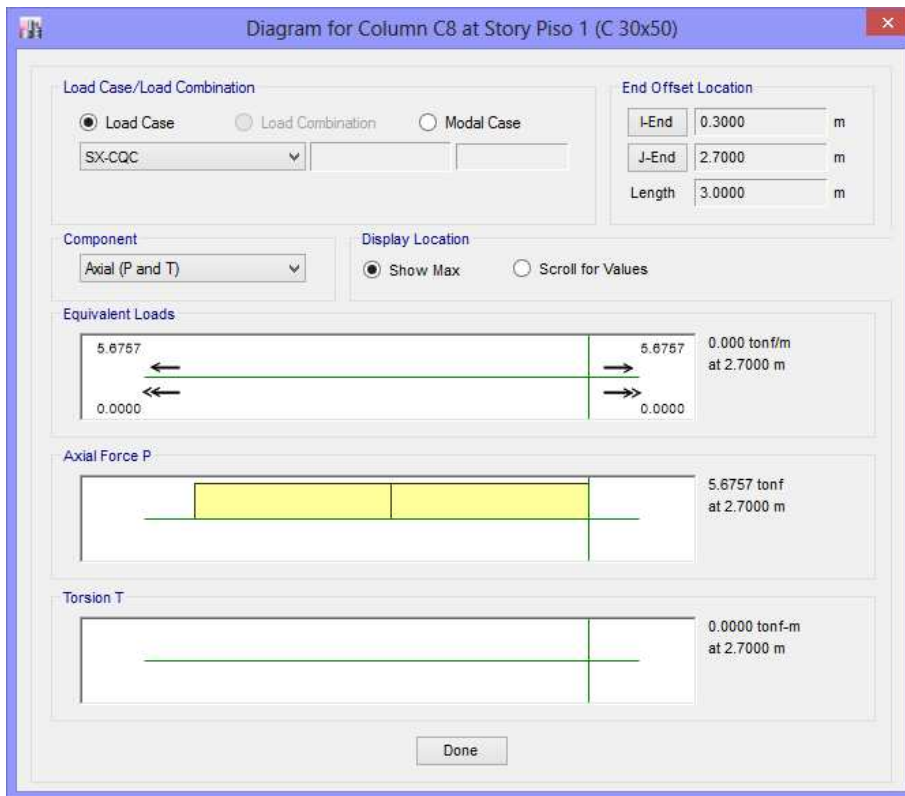 Diagram for Column C8 at Story Piso 1 (C 30x50)
Load Case/Load Combination
Load Case
Load Combination
Modal Case
SX-CQC
End Offset Location
I-End
0.3000
m
J-End
2.7000
m
Length
3.0000
m
Component
Axial (P and T)
Display Location
Show Max
Scroll for Values
Equivalent Loads
5.6757
5.6757
0.0000
0.0000
0.000 tonf/m
at 2.7000 m
Axial Force P
5.6757 tonf
at 2.7000 m
Torsion T
0.0000 tonf-m
at 2.7000 m
Done